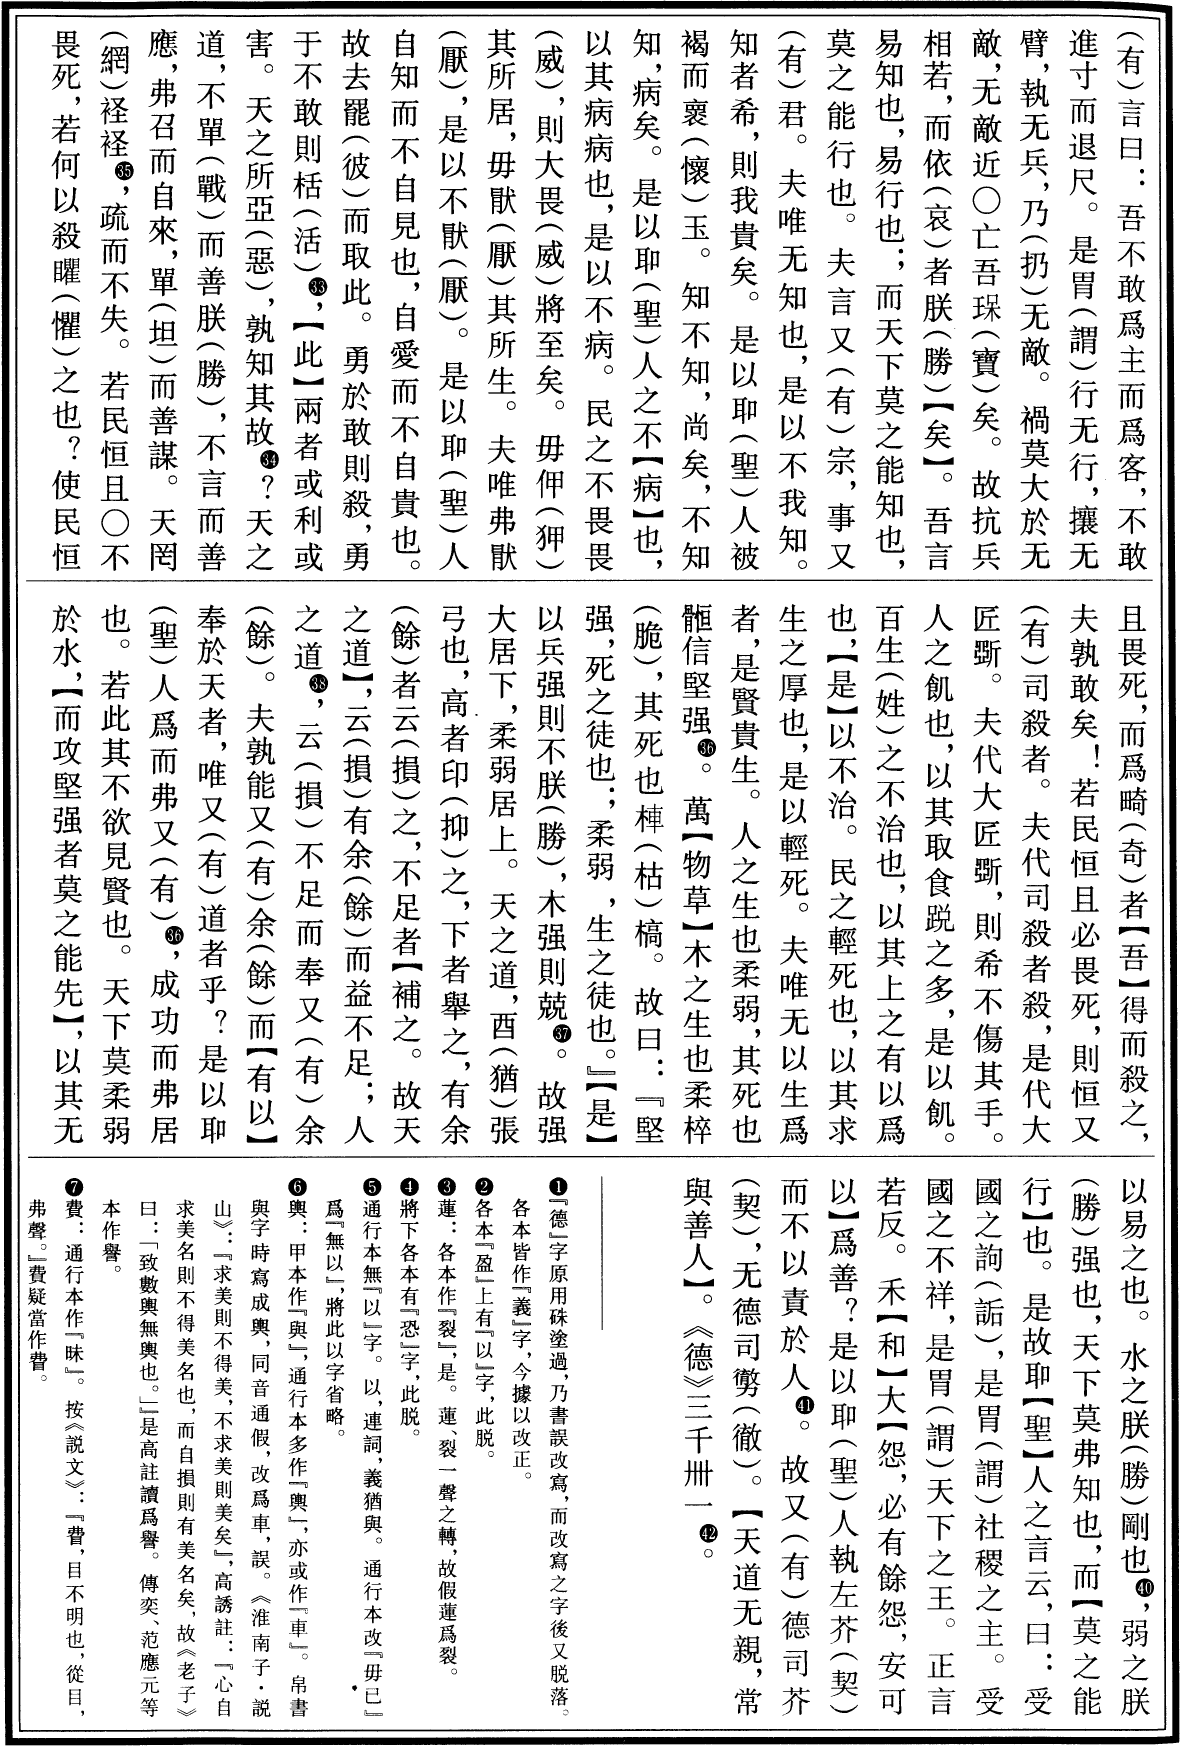 (有)言曰：吾不敢爲主而爲客，不敢
進寸而退尺。是胃(謂)行无行，攘无
臂，執无兵，乃(扔)无敵。禍莫大於无
敵，无敵近○亡吾琛(寶)矣。故抗兵
相若，而依(哀)者朕(勝)【矣】。吾言
易知也，易行也；而天下莫之能知也，
莫之能行也。夫言又(有)宗，事又
(有)君。夫唯无知也，是以不我知。
知者希，則我貴矣。是以耶(聖)人被
褐而褱(懷)玉。知不知，尚矣，不知
知，病矣。是以耶(聖)人之不【病】也，
以其病病也，是以不病。民之不畏畏
(威)，則大畏(威)將至矣。毋伊(狎)
其所居，毋猒(厭)其所生。夫唯弗猒
(厭)，是以不猒(厭)。是以耶(聖)人
自知而不自見也，自愛而不自貴也。
故去罷(彼)而取此。勇於敢則殺，勇
于不敢則栝(活)㉝，【此】兩者或利或
害。天之所亞(惡)，孰知其故㉞？天之
道，不單(戰)而善朕(勝)，不言而善
應，弗召而自來，單(坦)而善謀。天罔
(網)𥿄𥿄㉟，疏而不失。若民恒且○不
畏死，若何以殺矅(懼)之也？使民恒
且畏死，而爲畸(奇)者【吾】得而殺之，
夫孰敢矣！若民恒且必畏死，則恒又
(有)司殺者。夫代司殺者殺，是代大
匠斲。夫代大匠斲，則希不傷其手。
人之飢也，以其取食䟶之多，是以飢。
百生(姓)之不治也，以其上之有以爲
也，【是】以不治。民之輕死也，以其求
生之厚也，是以輕死。夫唯无以生爲
者，是賢貴生。人之生也柔弱，其死也
䯣信堅强㊱。萬【物草】木之生也柔椊
(脆)，其死也㮔(枯)槁。故曰：『堅
强，死之徒也；柔弱，生之徒也。』【是】
以兵强則不朕(勝)，木强則兢㊲。故强
大居下，柔弱居上。天之道，酉(猶)張
弓也，高者印(抑)之，下者舉之，有余
(餘)者云(損)之，不足者【補之。故天
之道】，云(損)有余(餘)而益不足；人
之道㊳，云(損)不足而奉又(有)余
(餘)。夫孰能又(有)余(餘)而【有以】
奉於天者，唯又(有)道者乎？是以耶
(聖)人爲而弗又(有)㊱，成功而弗居
也。若此其不欲見賢也。天下莫柔弱
於水，【而攻堅强者莫之能先】，以其无
以易之也。水之朕(勝)剛也㊵，弱之朕
(勝)强也，天下莫弗知也，而【莫之能
行】也。是故耶【聖】人之言云，曰：受
國之詢(詬)，是胃(謂)社稷之主。受
國之不祥，是胃(謂)天下之王。正言
若反。禾【和】大【怨，必有餘怨，安可
以】爲善？是以耶(聖)人執左芥(契)
而不以責於人㊶。故又(有)德司芥
(契)，无德司勶(徹)。【天道无親，常
與善人】。《德》三千卌一㊷。
❶『德』字原用硃塗過，乃書誤改寫，而改寫之字後又脱落。
各本皆作『義』字，今據以改正。
❷各本『盈』上有『以』字，此脱。
❸蓮：各本作『裂』，是。蓮、裂一聲之轉，故假蓮爲裂。
❹將下各本有『恐』字，此脱。
❺通行本無『以』字。以，連詞，義猶與。通行本改『毋已』
爲『無以』，將此以字省略。
❻輿：甲本作『與』，通行本多作『輿』，亦或作『車』。帛書
與字時寫成輿，同音通假，改爲車，誤。《淮南子·説
山》：『求美則不得美，不求美則美矣』，高誘註：『心自
求美名則不得美名也，而自損則有美名矣，故《老子》
曰：「致數輿無輿也。」』是高註讀爲譽。傅奕、范應元等
本作譽。
❼費：通行本作『昧』。按《説文》：『費，目不明也，從目，
弗聲。』費疑當作費。